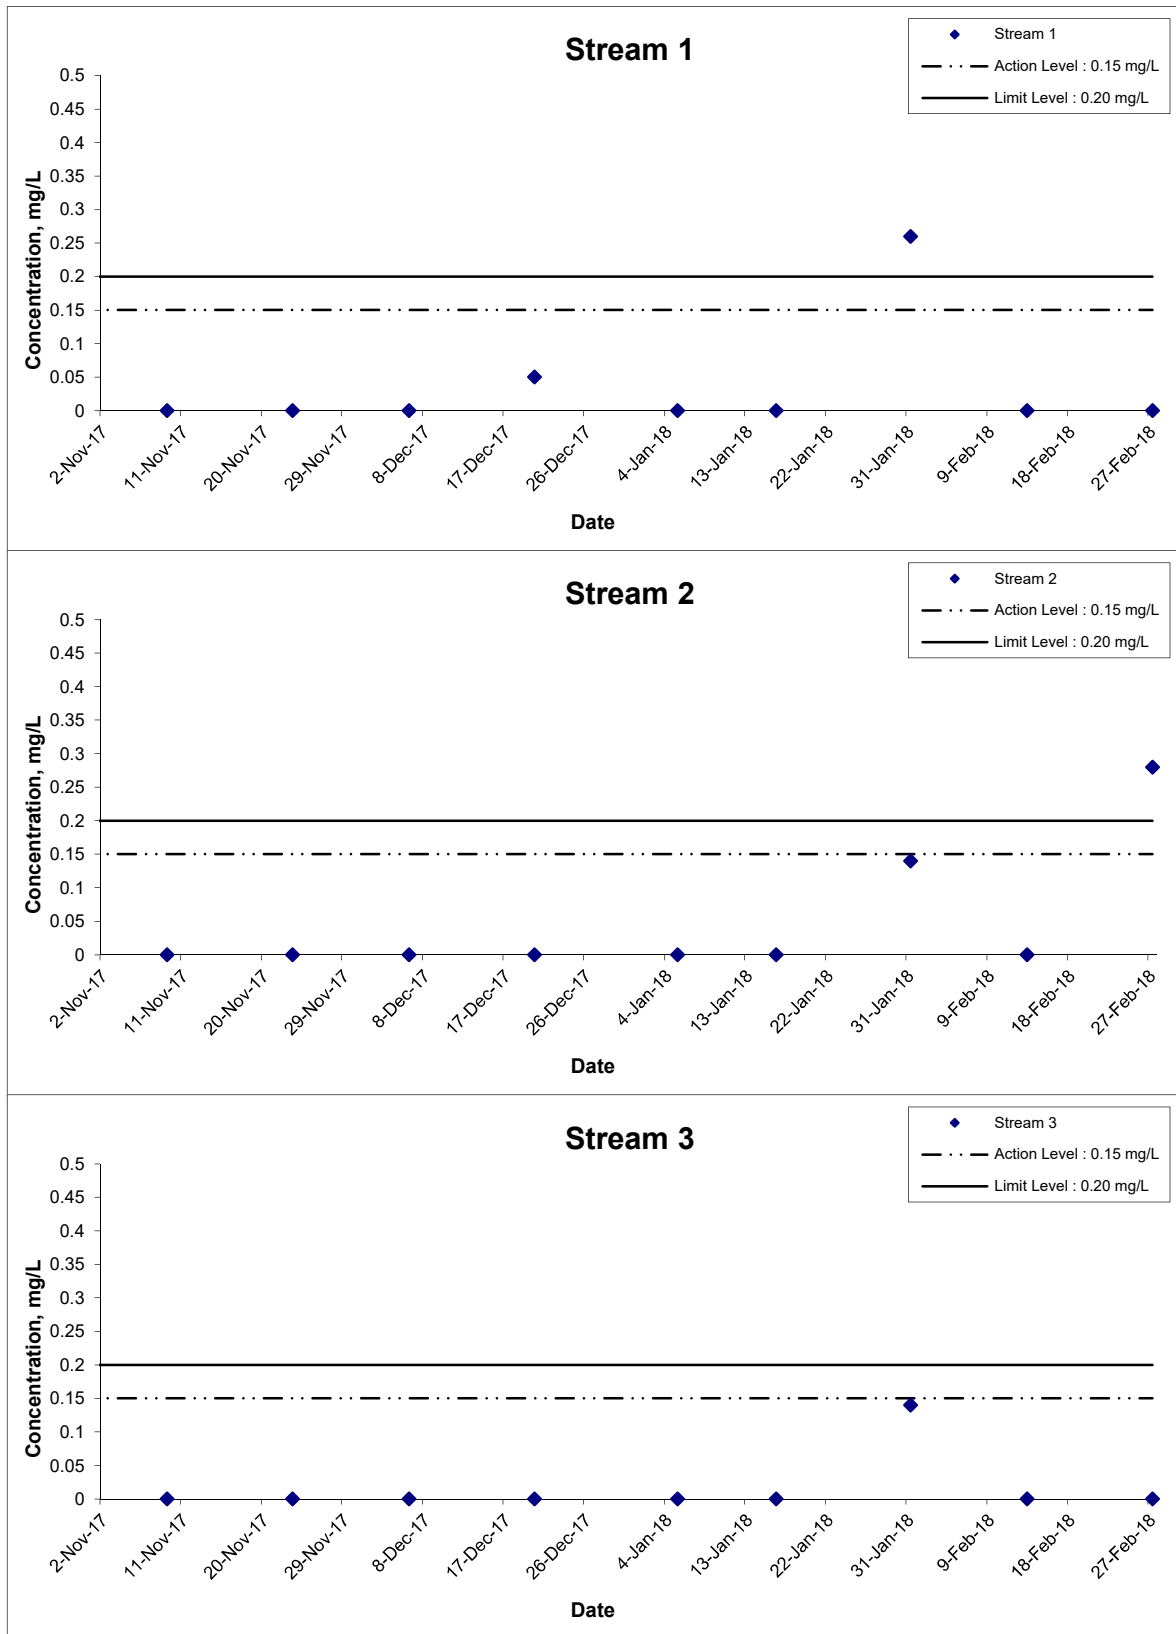 Stream 1
Stream 1
Action Level : 0.15 mg/L
Limit Level : 0.20 mg/L
Concentration, mg/L
0.5
0.45
0.4
0.35
0.3
0.25
0.2
0.15
0.1
0.05
0
2-Nov-17
11-Nov-17
20-Nov-17
29-Nov-17
8-Dec-17
17-Dec-17
26-Dec-17
4-Jan-18
13-Jan-18
22-Jan-18
31-Jan-18
9-Feb-18
18-Feb-18
27-Feb-18
Date
Stream 2
Stream 2
Action Level : 0.15 mg/L
Limit Level : 0.20 mg/L
Concentration, mg/L
0.5
0.45
0.4
0.35
0.3
0.25
0.2
0.15
0.1
0.05
0
2-Nov-17
11-Nov-17
20-Nov-17
29-Nov-17
8-Dec-17
17-Dec-17
26-Dec-17
4-Jan-18
13-Jan-18
22-Jan-18
31-Jan-18
9-Feb-18
18-Feb-18
27-Feb-18
Date
Stream 3
Stream 3
Action Level : 0.15 mg/L
Limit Level : 0.20 mg/L
Concentration, mg/L
0.5
0.45
0.4
0.35
0.3
0.25
0.2
0.15
0.1
0.05
0
2-Nov-17
11-Nov-17
20-Nov-17
29-Nov-17
8-Dec-17
17-Dec-17
26-Dec-17
4-Jan-18
13-Jan-18
22-Jan-18
31-Jan-18
9-Feb-18
18-Feb-18
27-Feb-18
Date